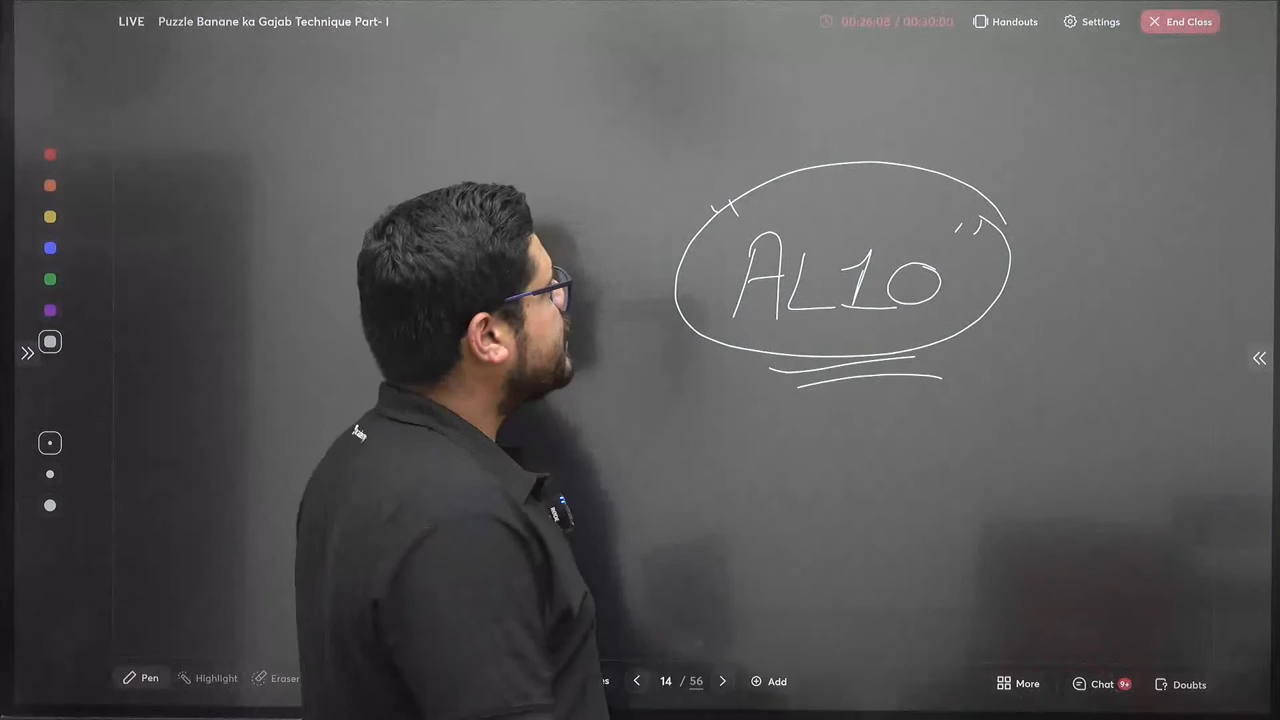 LIVE Puzzle Banane ka Gajab Technique Part- I 00:26:08 / 00:30:00 Handouts Settings End Class
"AL10"
Pen Highlight Eraser 14 / 56 Add More Chat 9+ Doubts